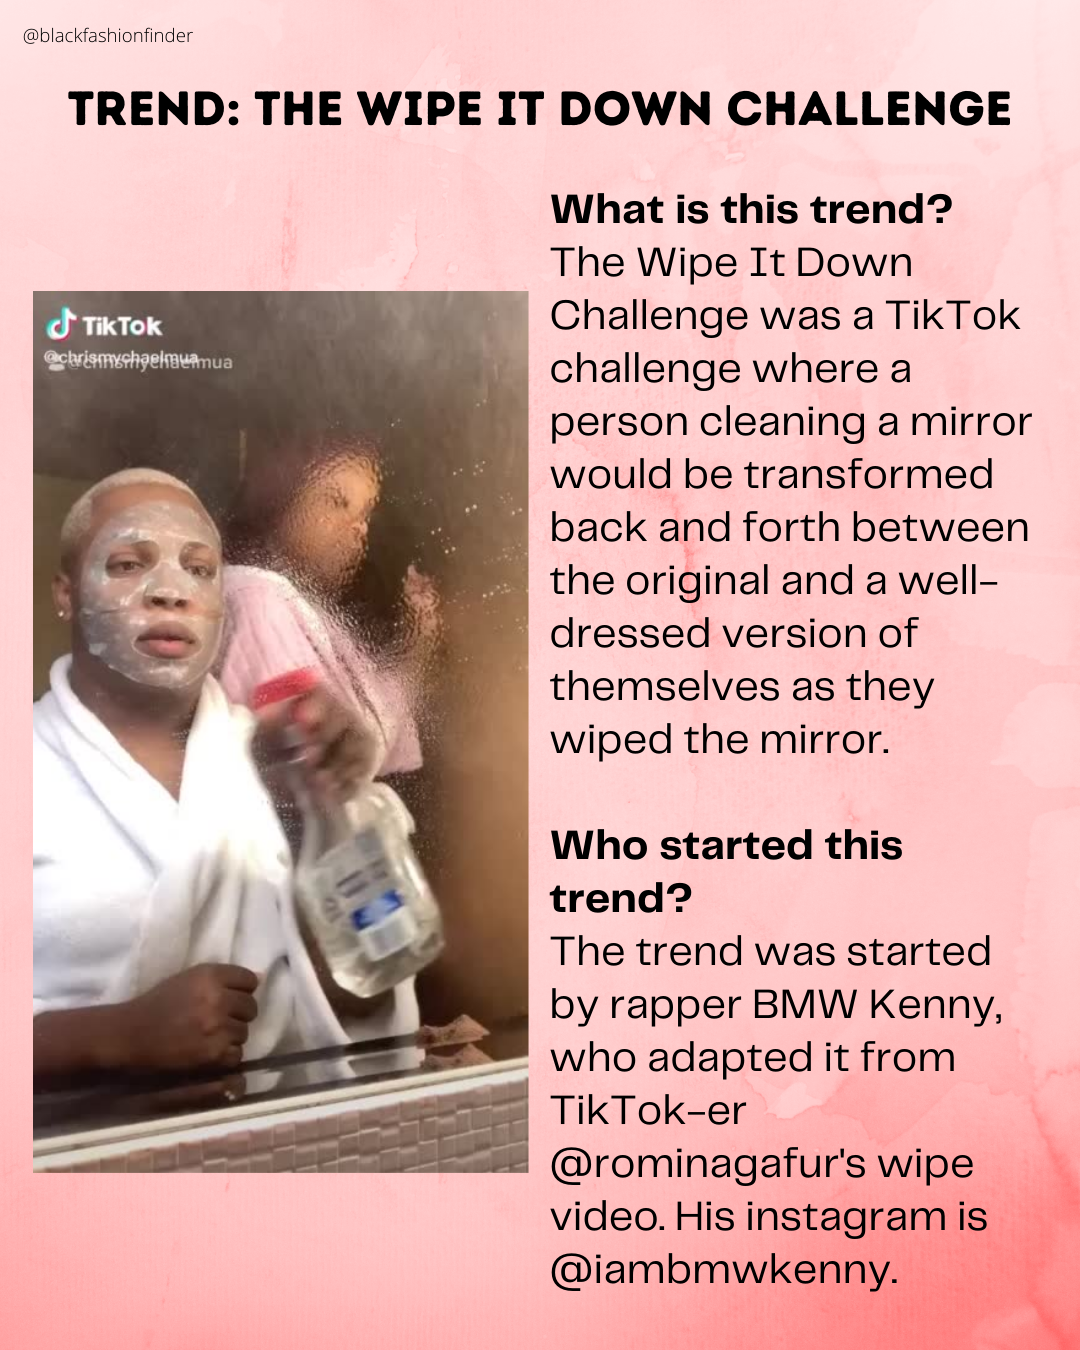 @blackfashionfinder
TREND: THE WIPE IT DOWN CHALLENGE
TikTok
@chrismychaelmua
@chrismychaelmua
What is this trend?
The Wipe It Down
Challenge was a TikTok
challenge where a
person cleaning a mirror
would be transformed
back and forth between
the original and a well-
dressed version of
themselves as they
wiped the mirror.
Who started this
trend?
The trend was started
by rapper BMW Kenny,
who adapted it from
TikTok-er
@rominagafur's wipe
video. His instagram is
@iambmwkenny.